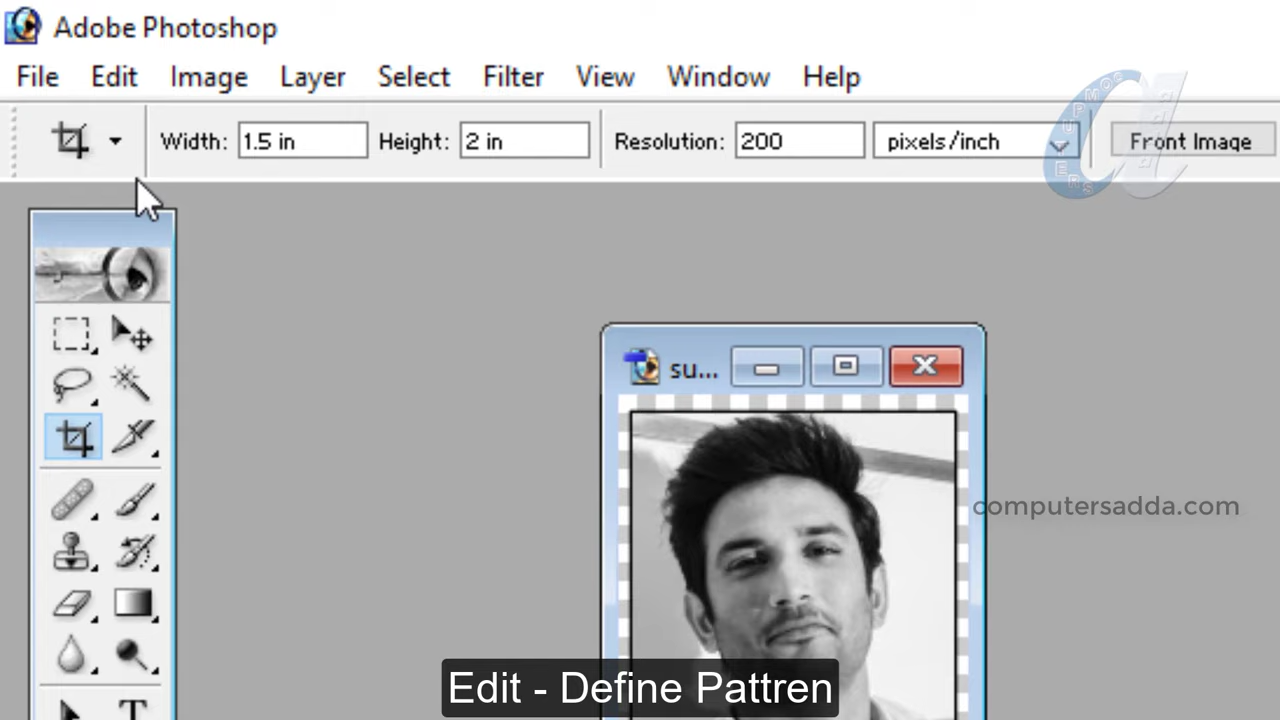 Adobe Photoshop
File Edit Image Layer Select Filter View Window Help
Width: 1.5 in Height: 2 in Resolution: 200 pixels/inch Front Image
su...
computersadda.com
T
Edit - Define Pattren